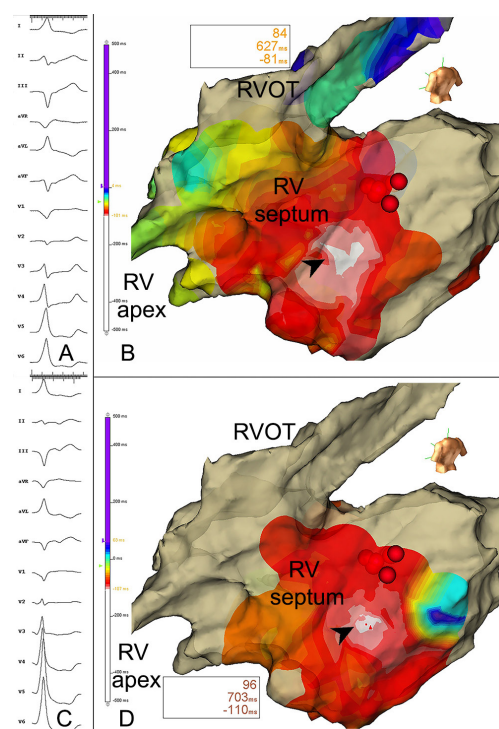 I
II
III
aVR
aVL
aVF
V1
V2
V3
V4
V5
V6
A
84
627ms
-81ms
RVOT
500 ms
400 ms
200 ms
-200 ms
-400 ms
-500 ms
RV
septum
RV
apex
B
I
II
III
aVR
aVL
aVF
V1
V2
V3
V4
V5
V6
C
RVOT
500 ms
400 ms
200 ms
0 ms
-200 ms
-400 ms
-500 ms
RV
septum
RV
apex
96
703ms
-110ms
D